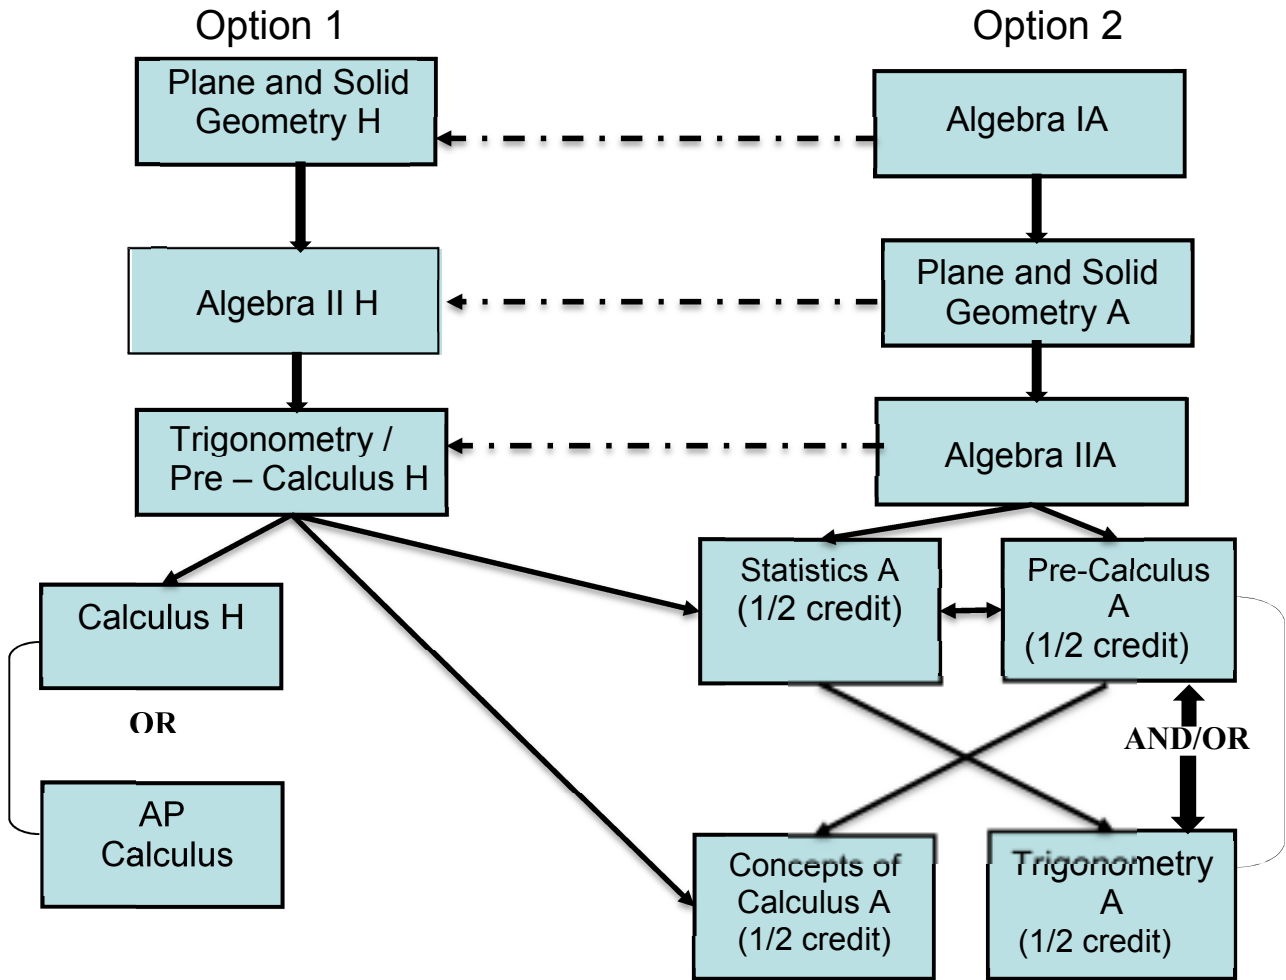 Option 1
Option 2
Plane and Solid
Geometry H
Algebra IA
Plane and Solid
Geometry A
Algebra II H
Trigonometry /
Pre – Calculus H
Algebra IIA
Statistics A
(1/2 credit)
Pre-Calculus
A
(1/2 credit)
Calculus H
OR
AND/OR
AP
Calculus
Concepts of
Calculus A
(1/2 credit)
Trigonometry
A
(1/2 credit)